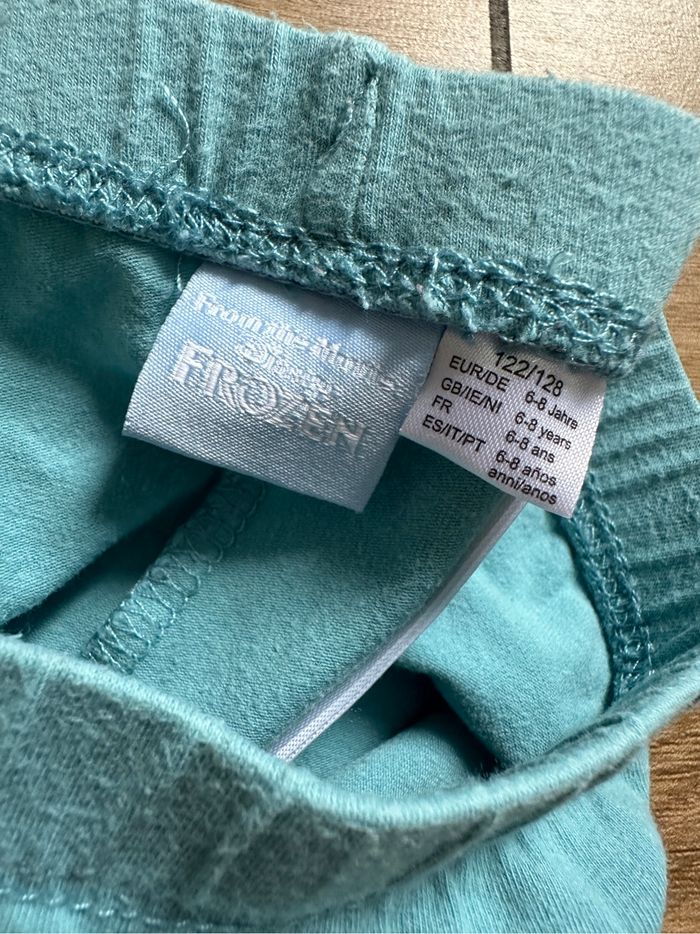 From the Movie
Disney
FROZEN
122/128
EUR/DE 6-8 Jahre
GB/IE/NI 6-8 years
FR 6-8 ans
ES/IT/PT 6-8 años
anni/anos